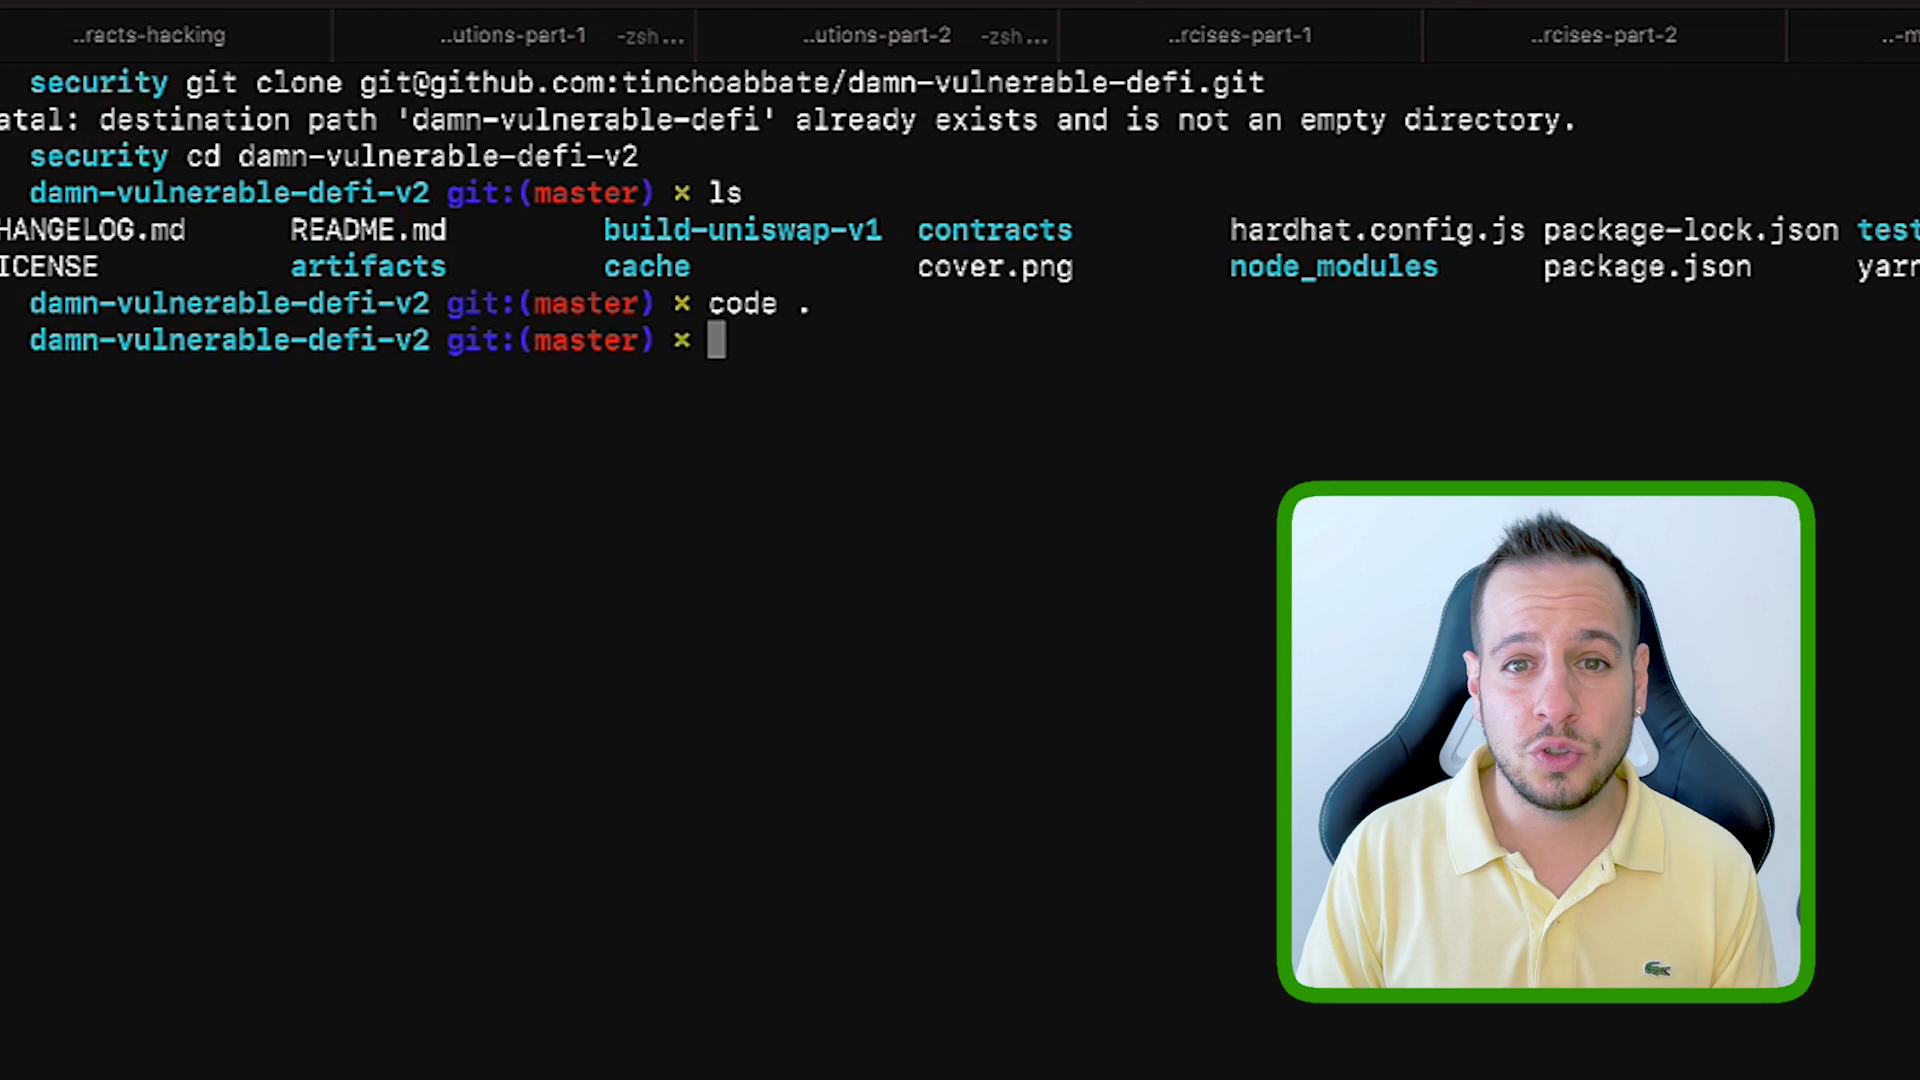 ..racts-hacking ..utions-part-1 -zsh... ..utions-part-2 -zsh... ..rcises-part-1 ..rcises-part-2 ..-m
security git clone git@github.com:tinchoabbate/damn-vulnerable-defi.git
atal: destination path 'damn-vulnerable-defi' already exists and is not an empty directory.
security cd damn-vulnerable-defi-v2
damn-vulnerable-defi-v2 git:(master) × ls
HANGELOG.md README.md build-uniswap-v1 contracts hardhat.config.js package-lock.json test
ICENSE artifacts cache cover.png node_modules package.json yarn
damn-vulnerable-defi-v2 git:(master) × code .
damn-vulnerable-defi-v2 git:(master) ×